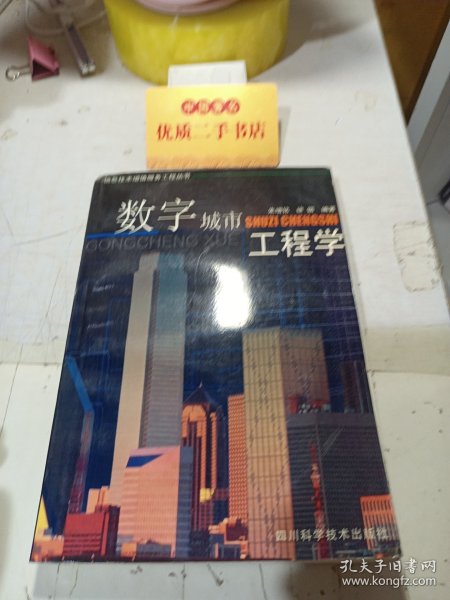 优质二手书店
数字城市
SHUZI CHENGSHI
GONGCHENG XUE
工程学
四川科学技术出版社
孔夫子旧书网
www.kongfz.com